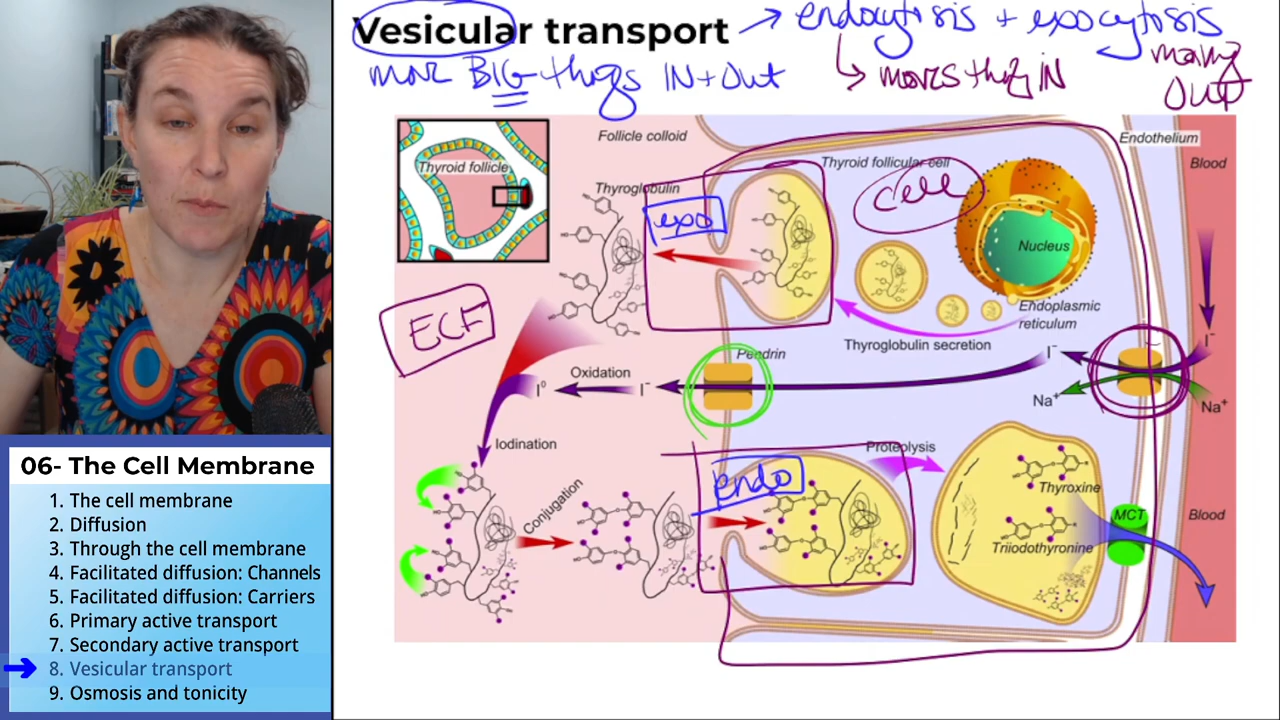 Vesicular transport → endocytosis + exocytosis
move BIG things IN + Out
↳ moves thing IN
moving
OUT
Follicle colloid
Endothelium
Thyroid follicle
Thyroglobulin
Thyroid follicular cell
Blood
exo
cell
Nucleus
ECF
Endoplasmic
reticulum
Thyroglobulin secretion
Pendrin
I⁻
I⁻
Oxidation
I⁰
I⁻
Na⁺
Na⁺
Iodination
Proteolysis
endo
Conjugation
Thyroxine
MCT
Blood
Triiodothyronine
06- The Cell Membrane
1. The cell membrane
2. Diffusion
3. Through the cell membrane
4. Facilitated diffusion: Channels
5. Facilitated diffusion: Carriers
6. Primary active transport
7. Secondary active transport
8. Vesicular transport
9. Osmosis and tonicity